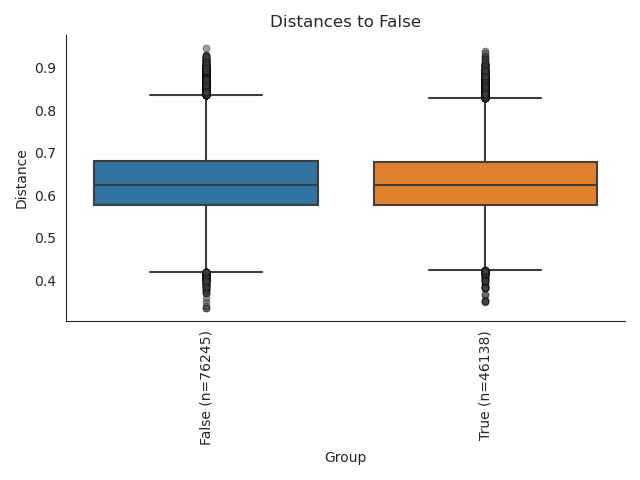 Distances to False
Distance
0.9
0.8
0.7
0.6
0.5
0.4
False (n=76245)
True (n=46138)
Group